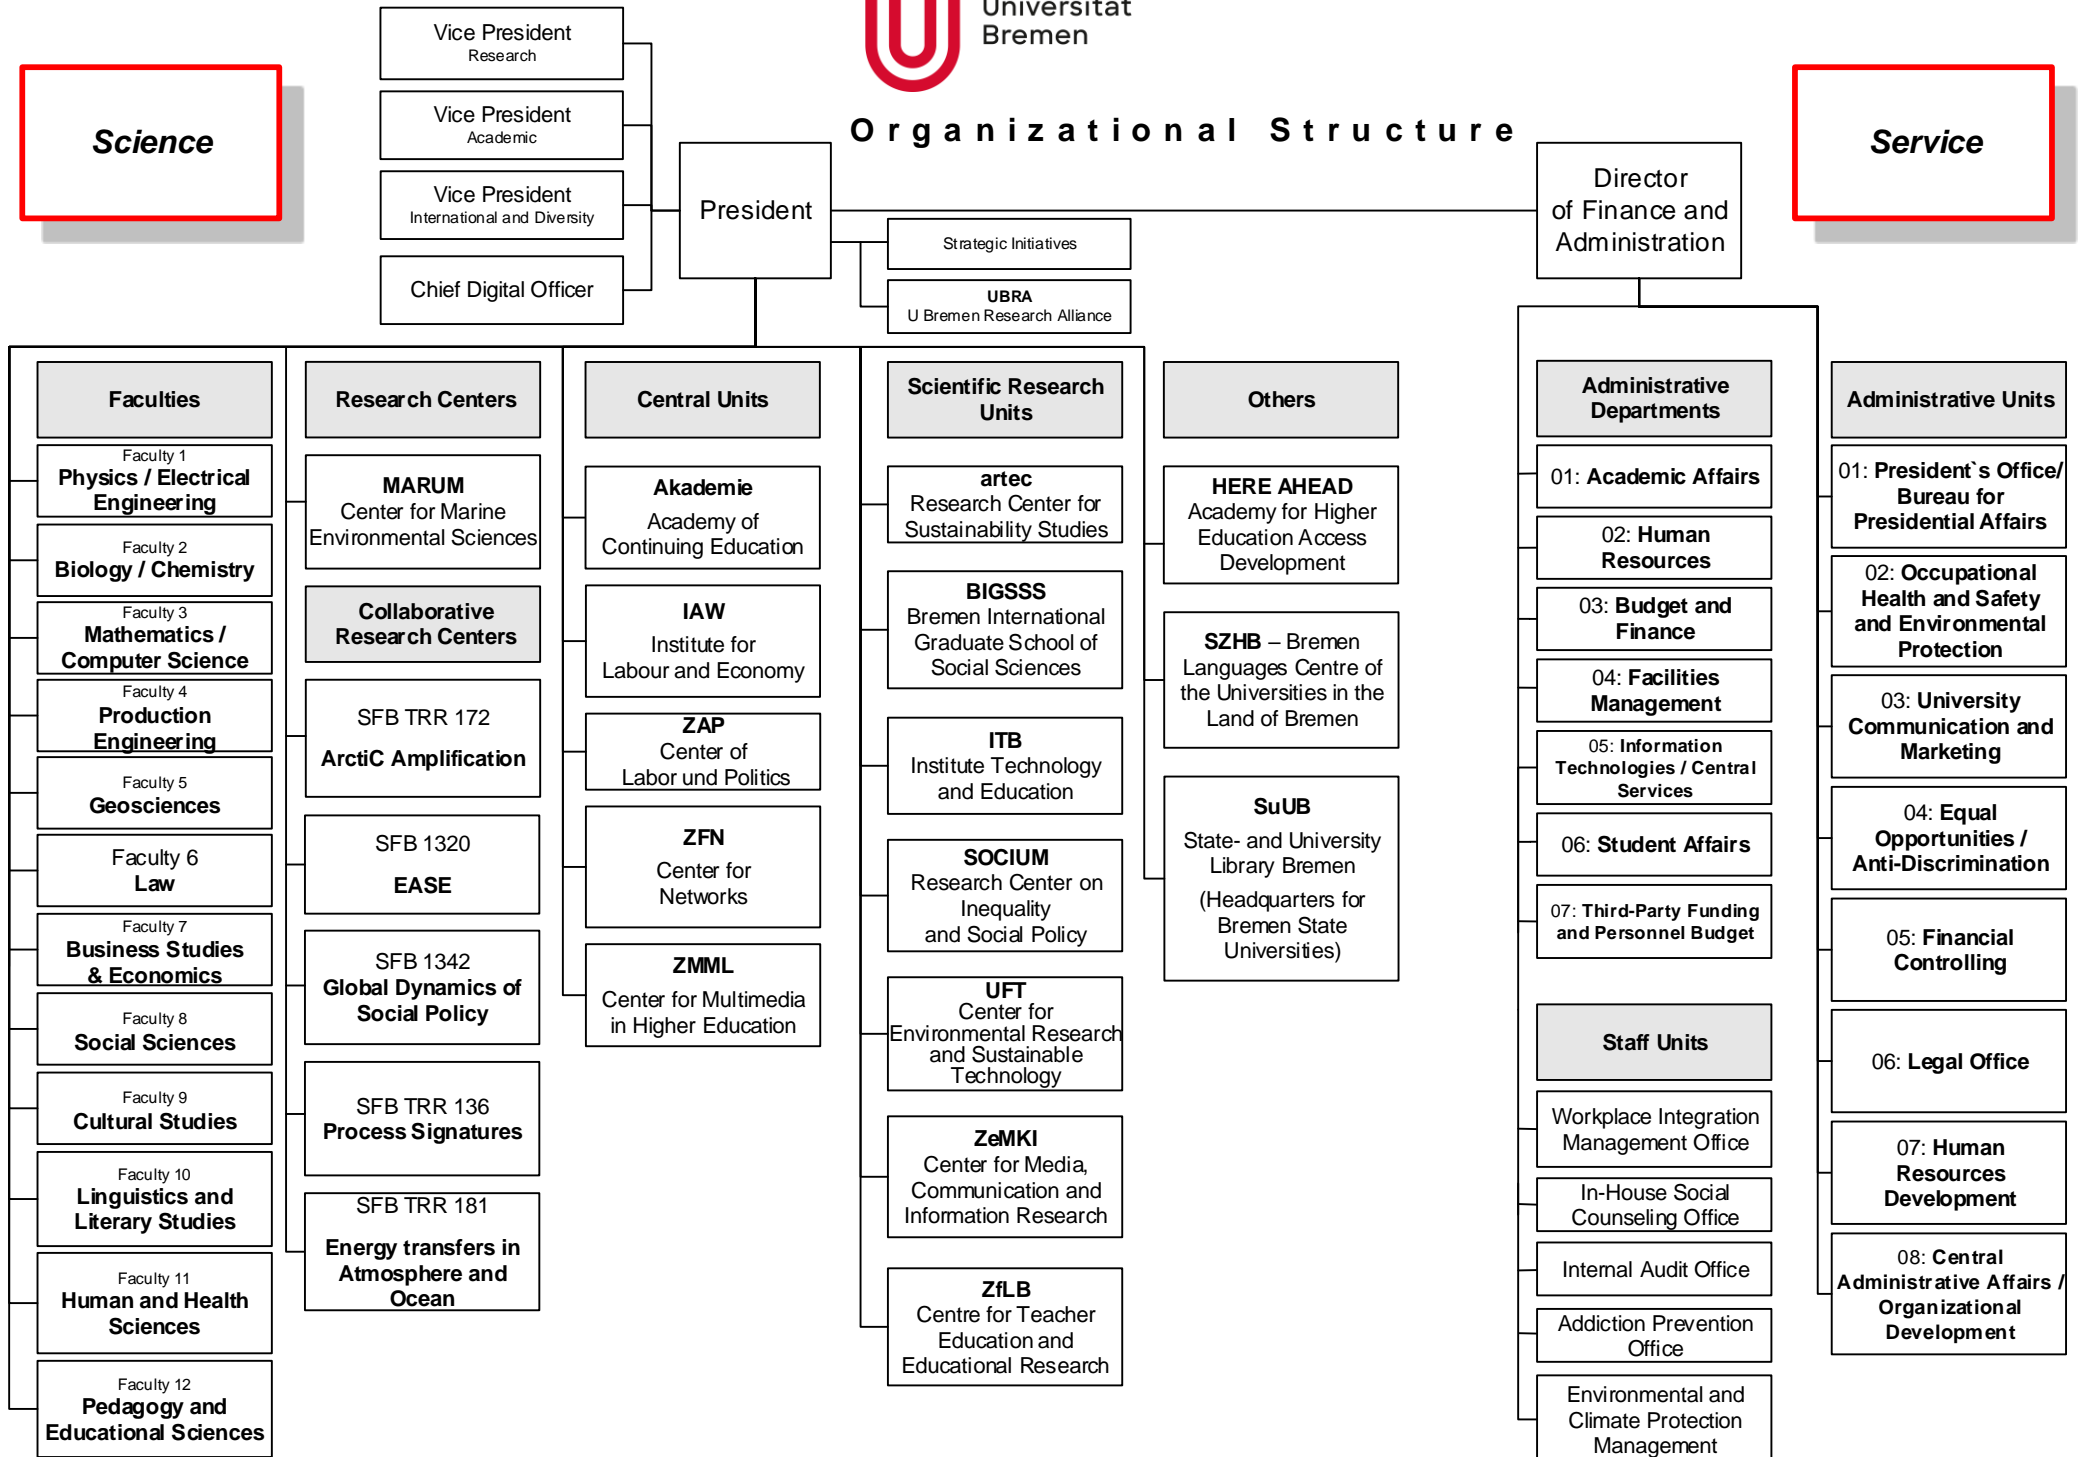 Universität
Bremen
Organizational Structure
Science
Service
Vice President
Research
Vice President
Academic
Vice President
International and Diversity
Chief Digital Officer
President
Strategic Initiatives
UBRA
U Bremen Research Alliance
Director
of Finance and
Administration
Faculties
Faculty 1
Physics / Electrical
Engineering
Faculty 2
Biology / Chemistry
Faculty 3
Mathematics /
Computer Science
Faculty 4
Production
Engineering
Faculty 5
Geosciences
Faculty 6
Law
Faculty 7
Business Studies
& Economics
Faculty 8
Social Sciences
Faculty 9
Cultural Studies
Faculty 10
Linguistics and
Literary Studies
Faculty 11
Human and Health
Sciences
Faculty 12
Pedagogy and
Educational Sciences
Research Centers
MARUM
Center for Marine
Environmental Sciences
Collaborative
Research Centers
SFB TRR 172
ArctiC Amplification
SFB 1320
EASE
SFB 1342
Global Dynamics of
Social Policy
SFB TRR 136
Process Signatures
SFB TRR 181
Energy transfers in
Atmosphere and
Ocean
Central Units
Akademie
Academy of
Continuing Education
IAW
Institute for
Labour and Economy
ZAP
Center of
Labor und Politics
ZFN
Center for
Networks
ZMML
Center for Multimedia
in Higher Education
Scientific Research
Units
artec
Research Center for
Sustainability Studies
BIGSSS
Bremen International
Graduate School of
Social Sciences
ITB
Institute Technology
and Education
SOCIUM
Research Center on
Inequality
and Social Policy
UFT
Center for
Environmental Research
and Sustainable
Technology
ZeMKI
Center for Media,
Communication and
Information Research
ZfLB
Centre for Teacher
Education and
Educational Research
Others
HERE AHEAD
Academy for Higher
Education Access
Development
SZHB – Bremen
Languages Centre of
the Universities in the
Land of Bremen
SuUB
State- and University
Library Bremen
(Headquarters for
Bremen State
Universities)
Administrative
Departments
01: Academic Affairs
02: Human
Resources
03: Budget and
Finance
04: Facilities
Management
05: Information
Technologies / Central
Services
06: Student Affairs
07: Third-Party Funding
and Personnel Budget
Staff Units
Workplace Integration
Management Office
In-House Social
Counseling Office
Internal Audit Office
Addiction Prevention
Office
Environmental and
Climate Protection
Management
Administrative Units
01: President`s Office/
Bureau for
Presidential Affairs
02: Occupational
Health and Safety
and Environmental
Protection
03: University
Communication and
Marketing
04: Equal
Opportunities /
Anti-Discrimination
05: Financial
Controlling
06: Legal Office
07: Human
Resources
Development
08: Central
Administrative Affairs /
Organizational
Development